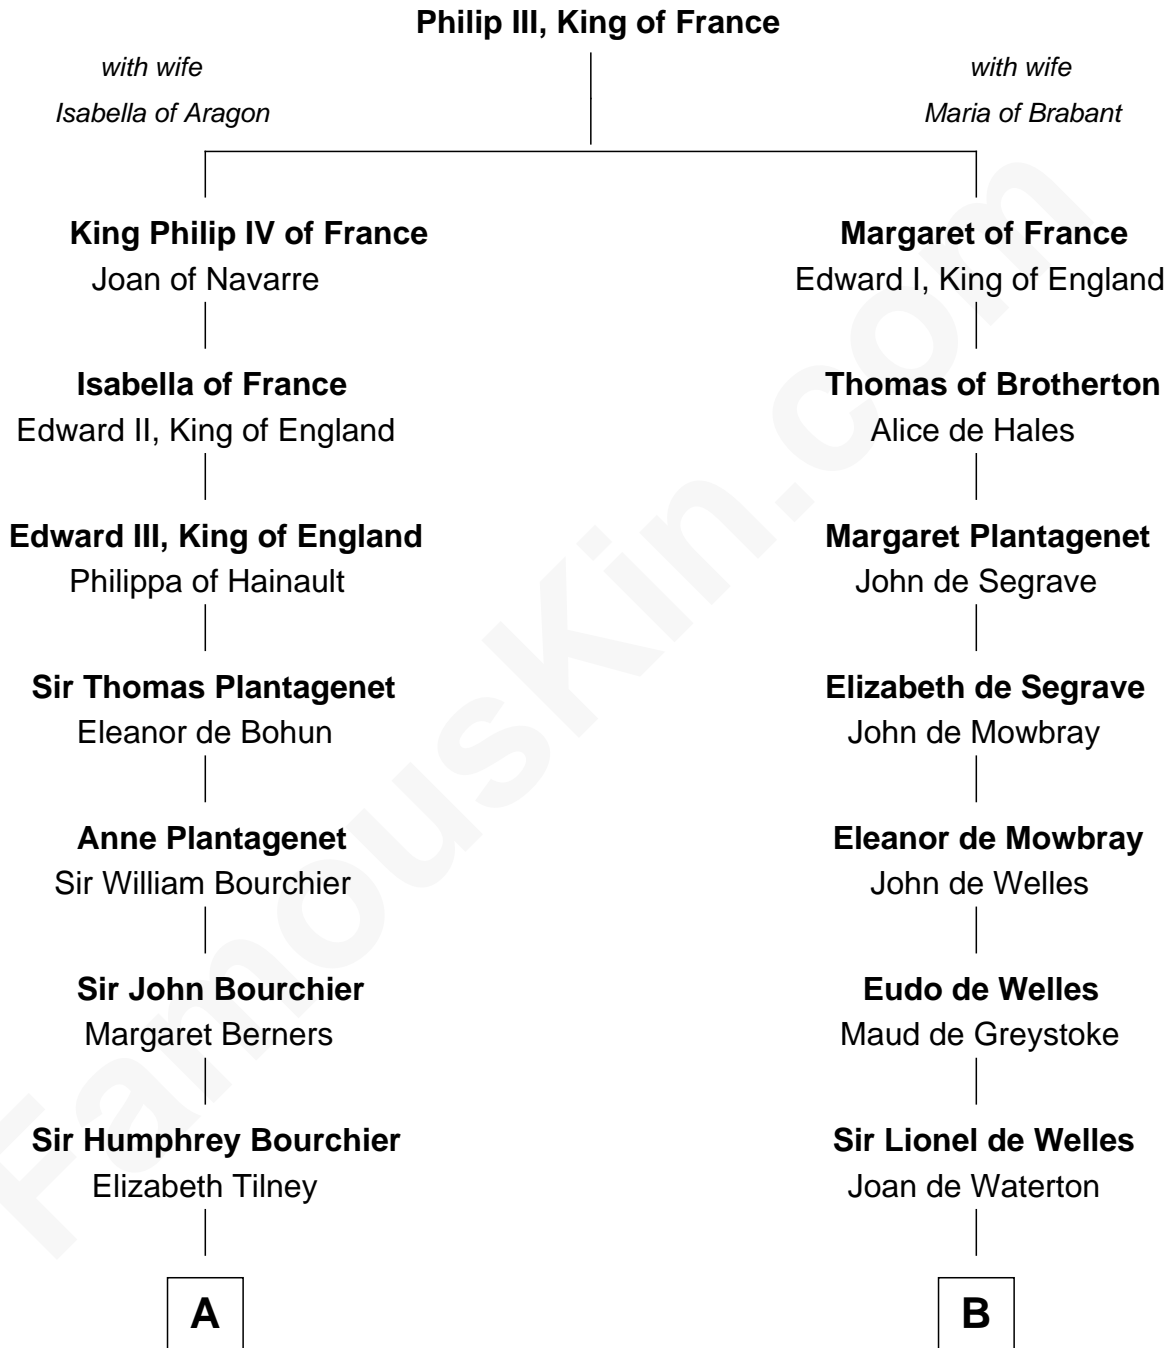 Philip III, King of France
with wife
Isabella of Aragon
with wife
Maria of Brabant
King Philip IV of France
Joan of Navarre
Margaret of France
Edward I, King of England
Isabella of France
Edward II, King of England
Thomas of Brotherton
Alice de Hales
Edward III, King of England
Philippa of Hainault
Margaret Plantagenet
John de Segrave
Sir Thomas Plantagenet
Eleanor de Bohun
Elizabeth de Segrave
John de Mowbray
Anne Plantagenet
Sir William Bourchier
Eleanor de Mowbray
John de Welles
Sir John Bourchier
Margaret Berners
Eudo de Welles
Maud de Greystoke
Sir Humphrey Bourchier
Elizabeth Tilney
Sir Lionel de Welles
Joan de Waterton
A
B
FamousKin.com